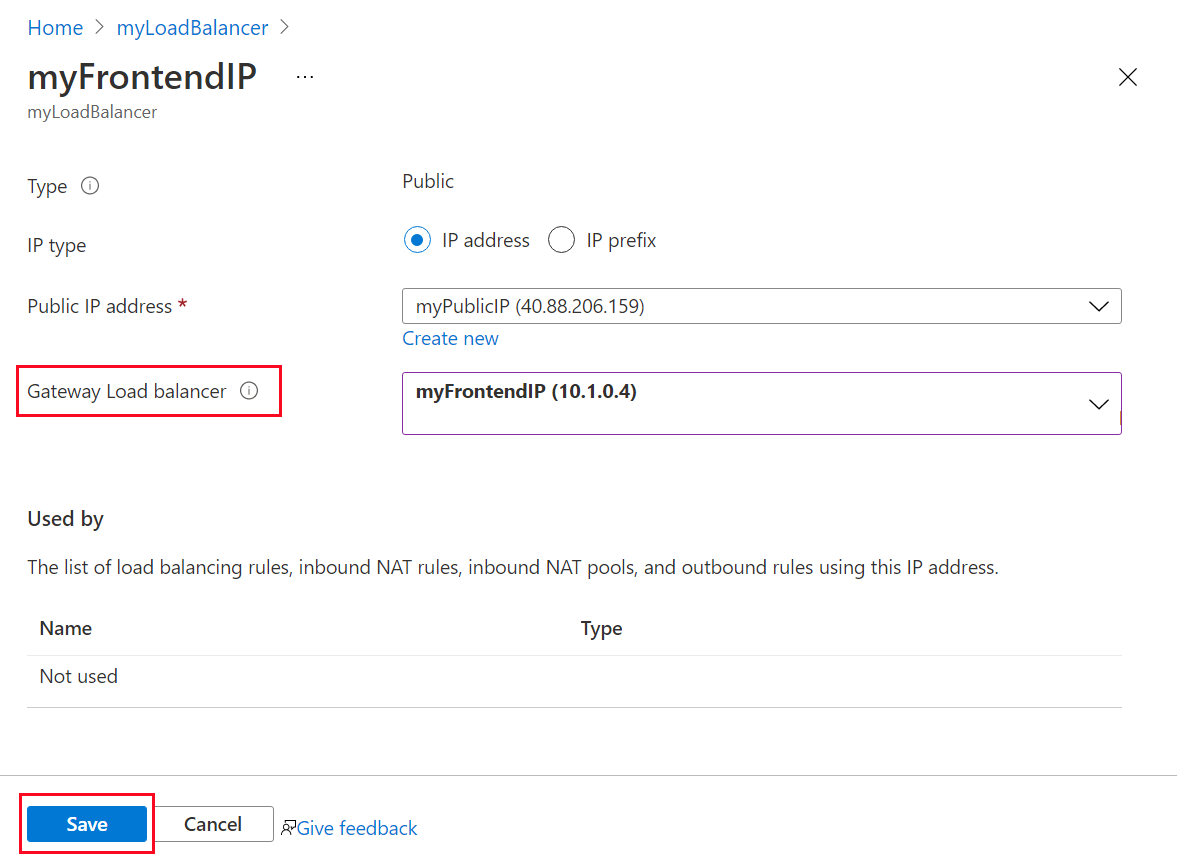 Home > myLoadBalancer >
myFrontendIP ...
myLoadBalancer
Type
Public
IP type
IP address
IP prefix
Public IP address *
myPublicIP (40.88.206.159)
Create new
Gateway Load balancer
myFrontendIP (10.1.0.4)
Used by
The list of load balancing rules, inbound NAT rules, inbound NAT pools, and outbound rules using this IP address.
Name
Type
Not used
Save
Cancel
Give feedback